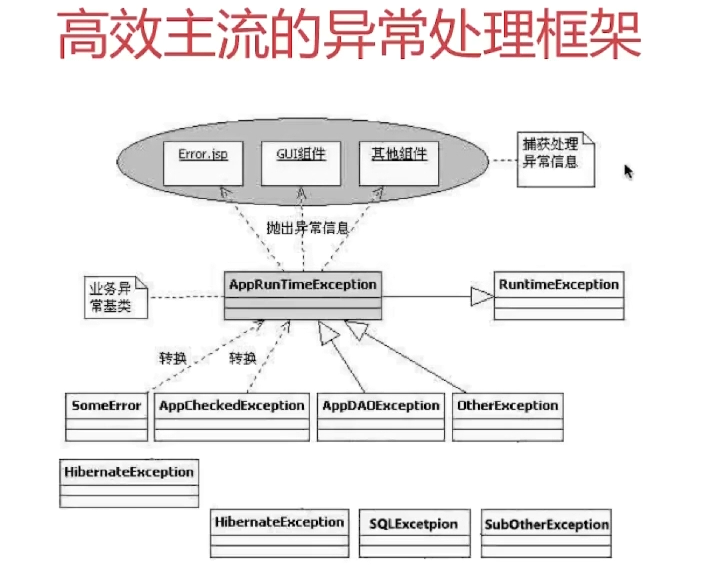 高效主流的异常处理框架
Error.jsp
GUI组件
其他组件
捕获处理
异常信息
抛出异常信息
业务异
常基类
AppRunTimeException
RuntimeException
转换
转换
SomeError
AppCheckedException
AppDAOException
OtherException
HibernateException
HibernateException
SQLExcetpion
SubOtherException